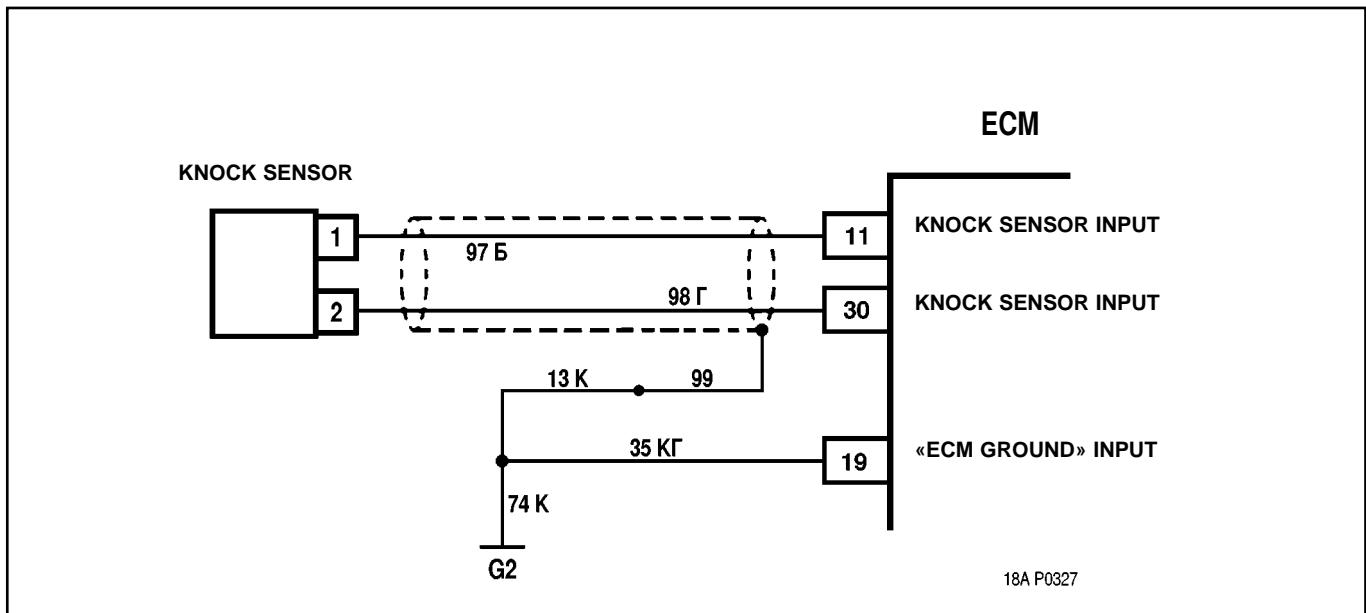 ECM
KNOCK SENSOR
1
97 Б
11
KNOCK SENSOR INPUT
2
98 Г
30
KNOCK SENSOR INPUT
13 К
99
35 КГ
19
«ECM GROUND» INPUT
74 К
G2
18A P0327